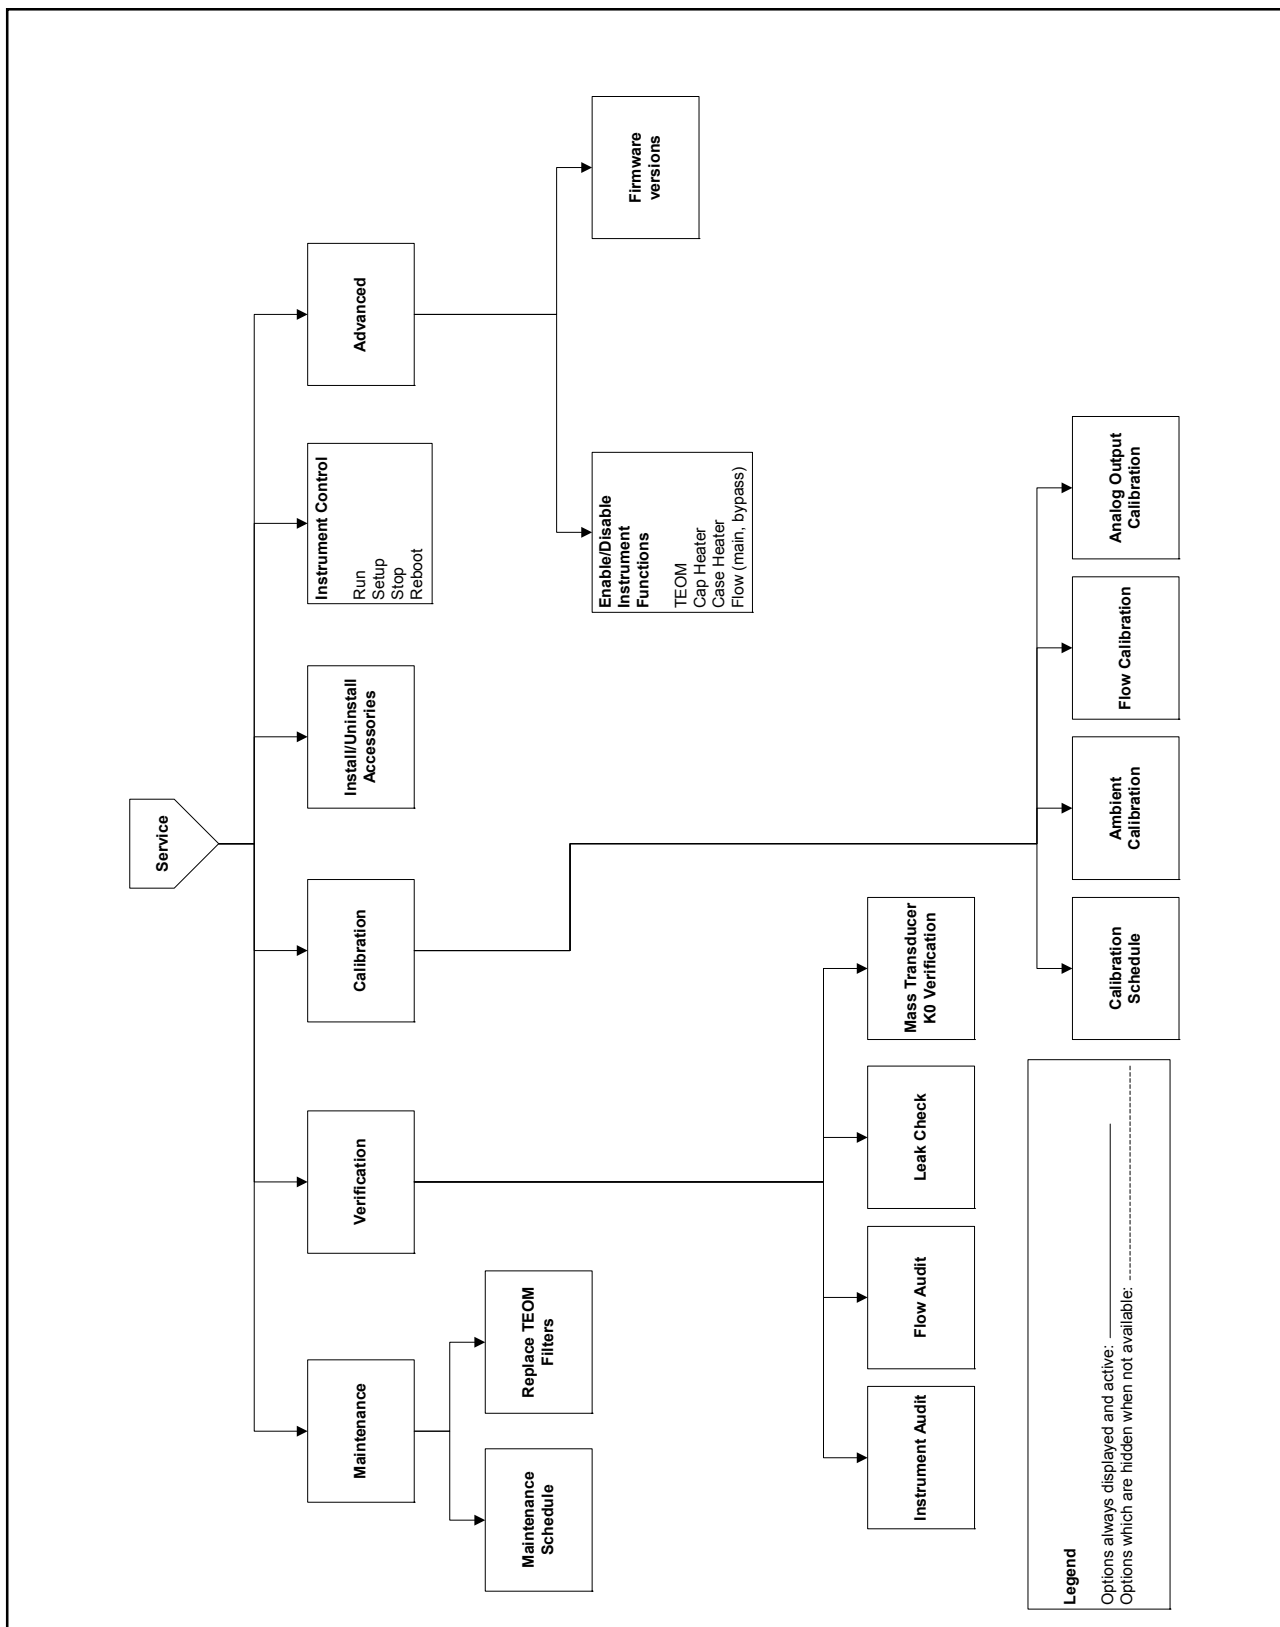 Service
Maintenance
Verification
Calibration
Install/Uninstall
Accessories
Instrument Control
Run
Setup
Stop
Reboot
Advanced
Maintenance
Schedule
Replace TEOM
Filters
Enable/Disable
Instrument
Functions
TEOM
Cap Heater
Case Heater
Flow (main, bypass)
Firmware
versions
Instrument Audit
Flow Audit
Leak Check
Mass Transducer
K0 Verification
Calibration
Schedule
Ambient
Calibration
Flow Calibration
Analog Output
Calibration
Legend
Options always displayed and active:
Options which are hidden when not available: